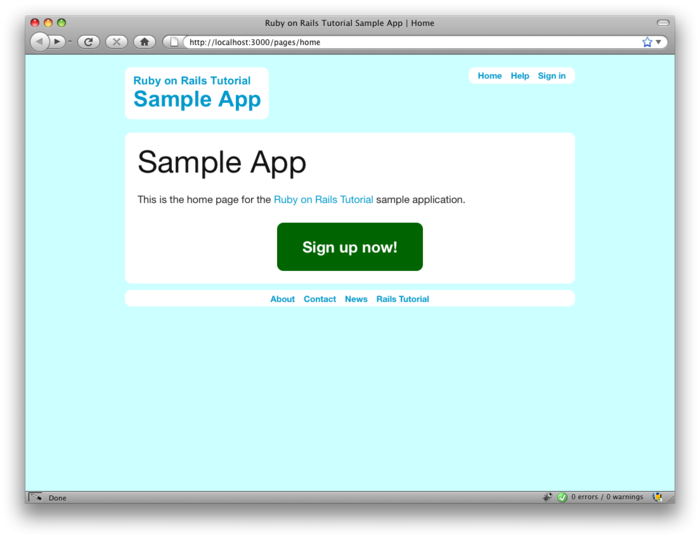 Ruby on Rails Tutorial Sample App | Home
http://localhost:3000/pages/home
Ruby on Rails Tutorial
Sample App
Home Help Sign in
Sample App
This is the home page for the Ruby on Rails Tutorial sample application.
Sign up now!
About Contact News Rails Tutorial
Done
0 errors / 0 warnings